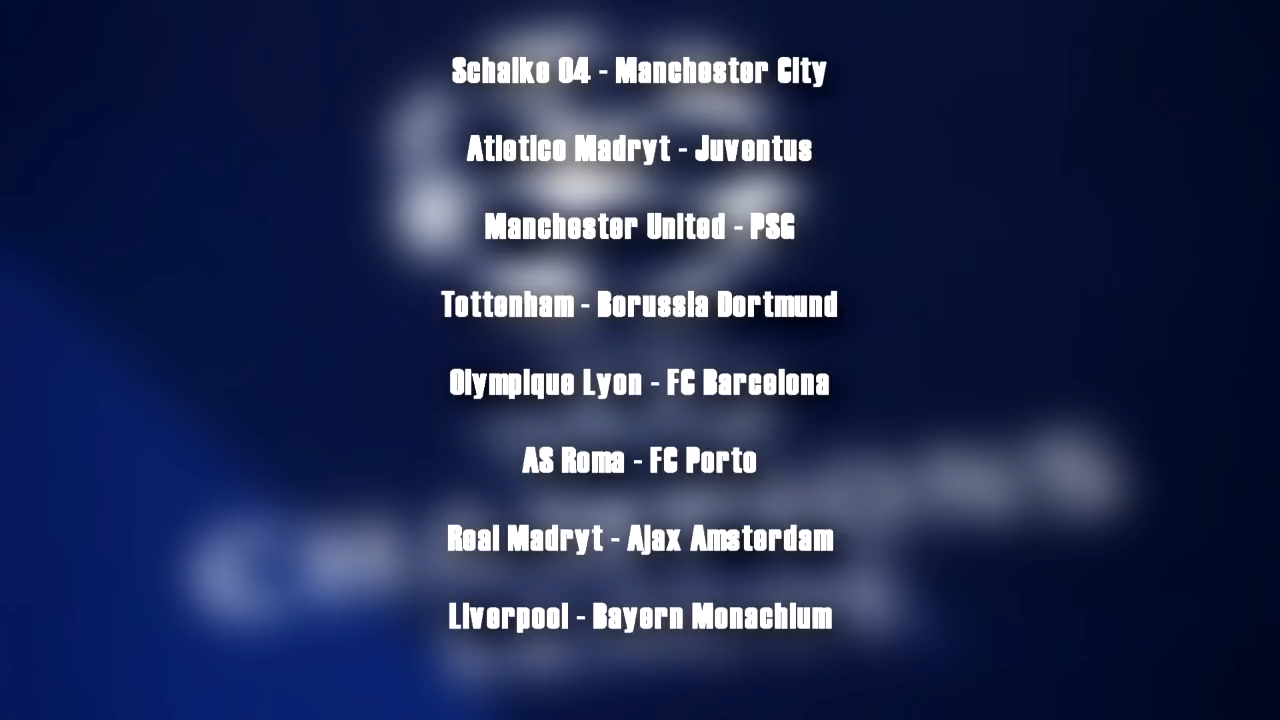 Schalke 04 - Manchester City
Atletico Madryt - Juventus
Manchester United - PSG
Tottenham - Borussia Dortmund
Olympique Lyon - FC Barcelona
AS Roma - FC Porto
Real Madryt - Ajax Amsterdam
Liverpool - Bayern Monachium